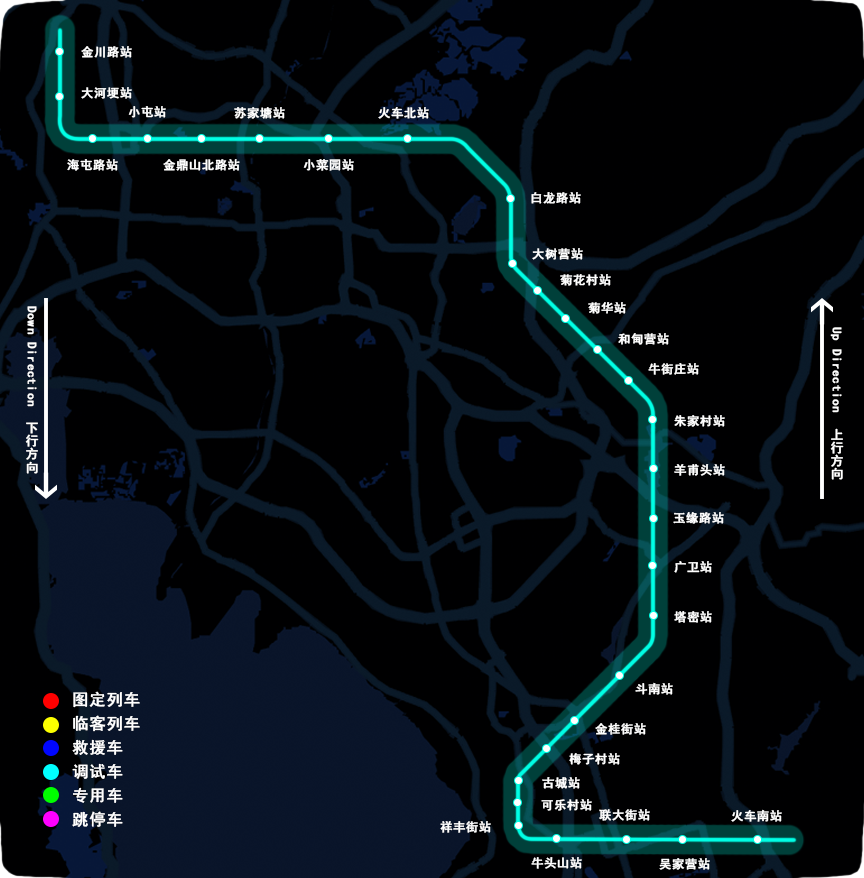 金川路站
大河埂站
小屯站
苏家塘站
火车北站
海屯路站
金鼎山北路站
小菜园站
白龙路站
大树营站
菊花村站
菊华站
和甸营站
牛街庄站
朱家村站
羊甫头站
玉缘路站
广卫站
塔密站
斗南站
金桂街站
梅子村站
古城站
可乐村站
祥丰街站
联大街站
火车南站
牛头山站
吴家营站
Down Direction 下行方向
Up Direction 上行方向
图定列车
临客列车
救援车
调试车
专用车
跳停车